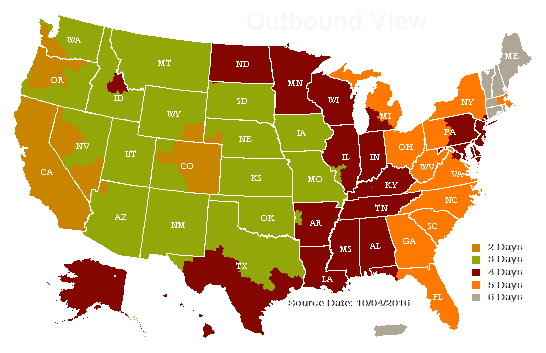 Outbound View
WA
ME
MT
ND
MN
OR
ID
WI
NY
SD
MI
WY
PA
IA
NE
OH
NV
IL
IN
UT
CO
WV
VA
CA
KS
MO
KY
NC
TN
AZ
NM
OK
AR
SC
MS
AL
GA
TX
LA
FL
2 Days
3 Days
4 Days
5 Days
6 Days
Source Date: 10/04/2016